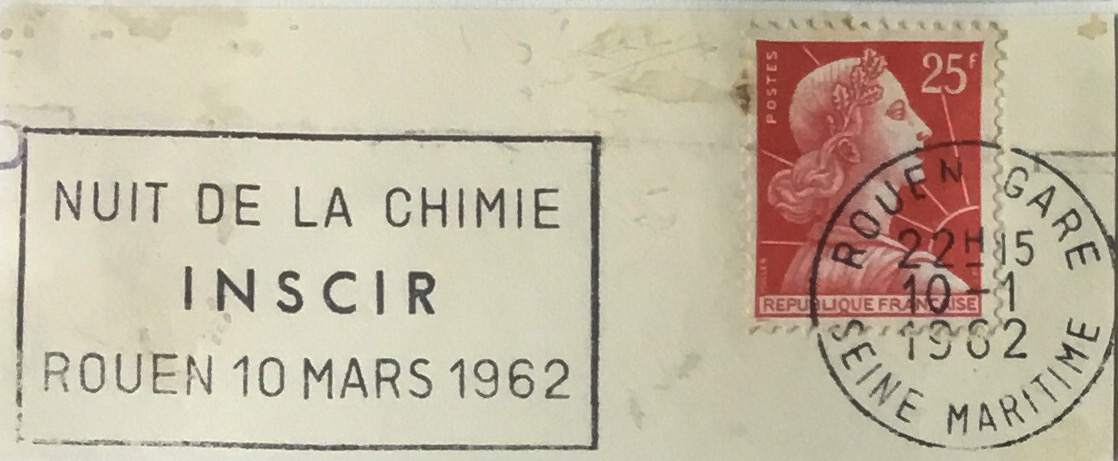 NUIT DE LA CHIMIE
INSCIR
ROUEN 10 MARS 1962
POSTES
25F
REPUBLIQUE FRANÇAISE
ROUEN GARE
22H15
10-1
1962
SEINE MARITIME